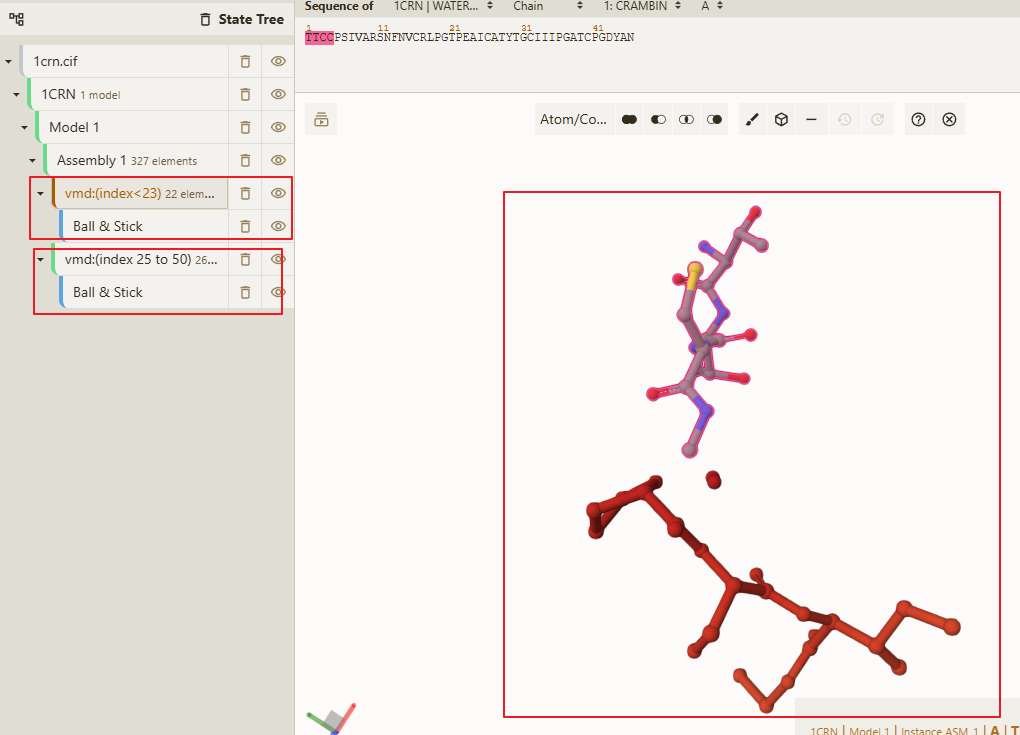 State Tree
Sequence of 1CRN | WATER... Chain 1: CRAMBIN A
1 11 21 31 41
TTCCPSIVARSNFNVCRLPGTPEAICATYTGCIIIPGATCPGDYAN
1crn.cif
1CRN 1 model
Model 1
Assembly 1 327 elements
vmd:(index<23) 22 elem...
Ball & Stick
vmd:(index 25 to 50) 26...
Ball & Stick
Atom/Co...
1CRN | Model 1 | Instance ASM_1 | A | T